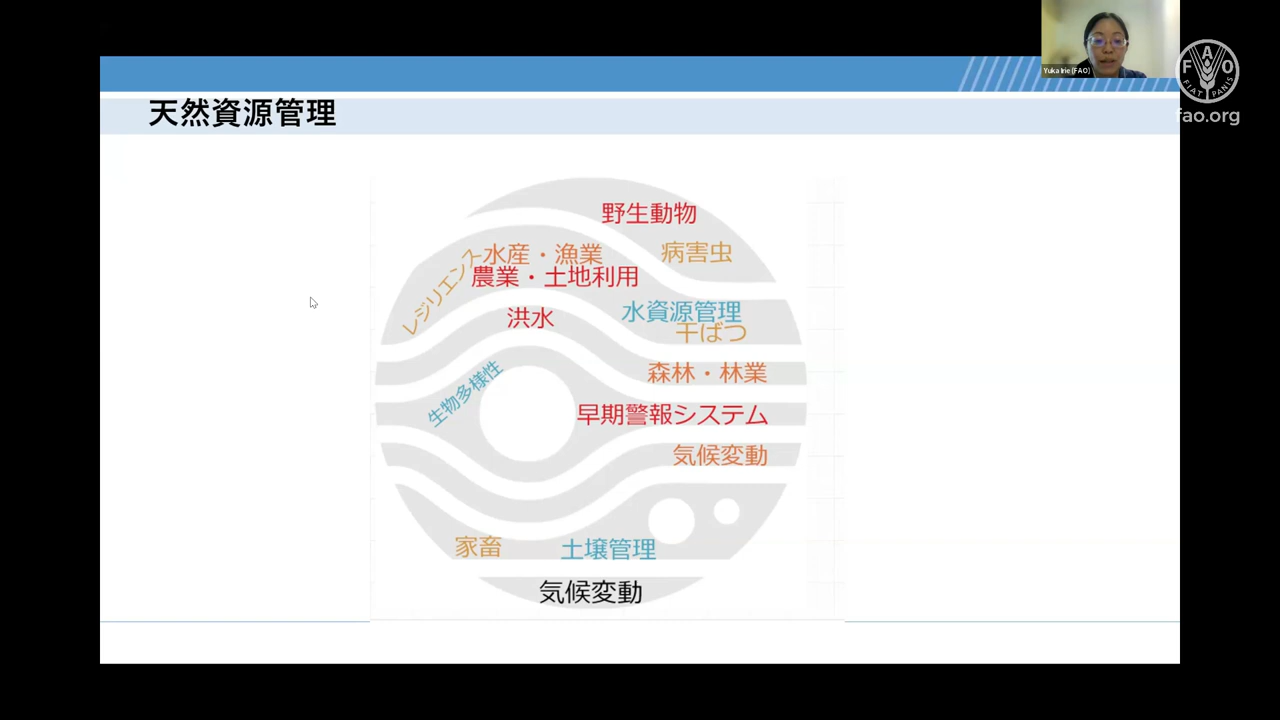 Yuka Irie (FAO)
F A O
FIAT PANIS
fao.org
天然資源管理
野生動物
水産・漁業
病害虫
レジリエンス
農業・土地利用
洪水
水資源管理
干ばつ
森林・林業
生物多様性
早期警報システム
気候変動
家畜
土壌管理
気候変動